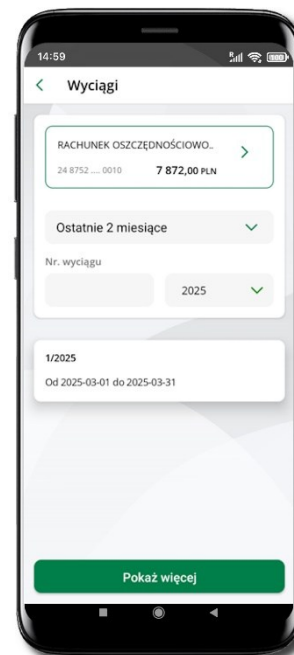 14:59
Wyciągi
RACHUNEK OSZCZĘDNOŚCIOWO..
24 8752 .... 0010 7 872,00 PLN
Ostatnie 2 miesiące
Nr. wyciągu
2025
1/2025
Od 2025-03-01 do 2025-03-31
Pokaż więcej